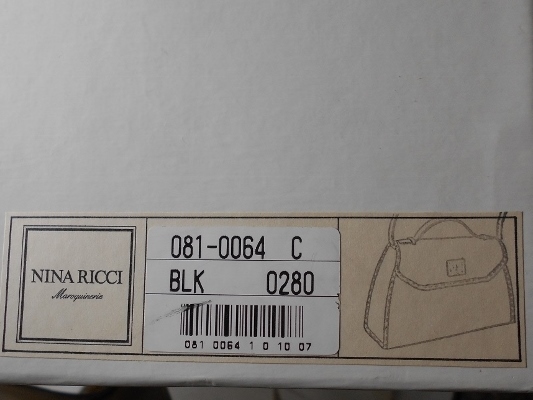 NINA RICCI
Maroquinerie
081-0064 C
BLK 0280
081 0064 1 0 10 07